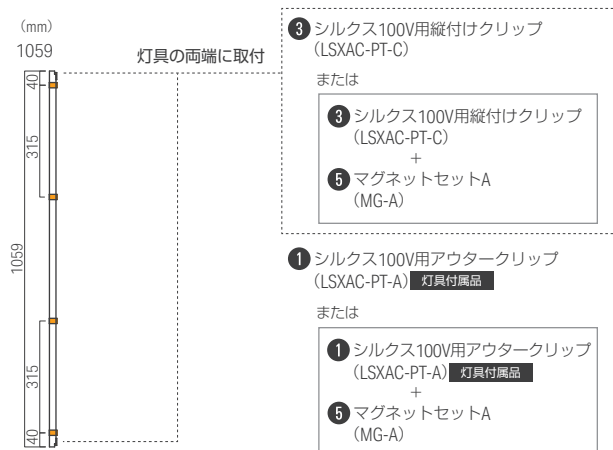 (mm)
1059
灯具の両端に取付
40
315
1059
315
40
❸ シルクス100V用縦付けクリップ
(LSXAC-PT-C)
または
❸ シルクス100V用縦付けクリップ
(LSXAC-PT-C)
+
❺ マグネットセットA
(MG-A)
❶ シルクス100V用アウタークリップ
(LSXAC-PT-A) 灯具付属品
または
❶ シルクス100V用アウタークリップ
(LSXAC-PT-A) 灯具付属品
+
❺ マグネットセットA
(MG-A)